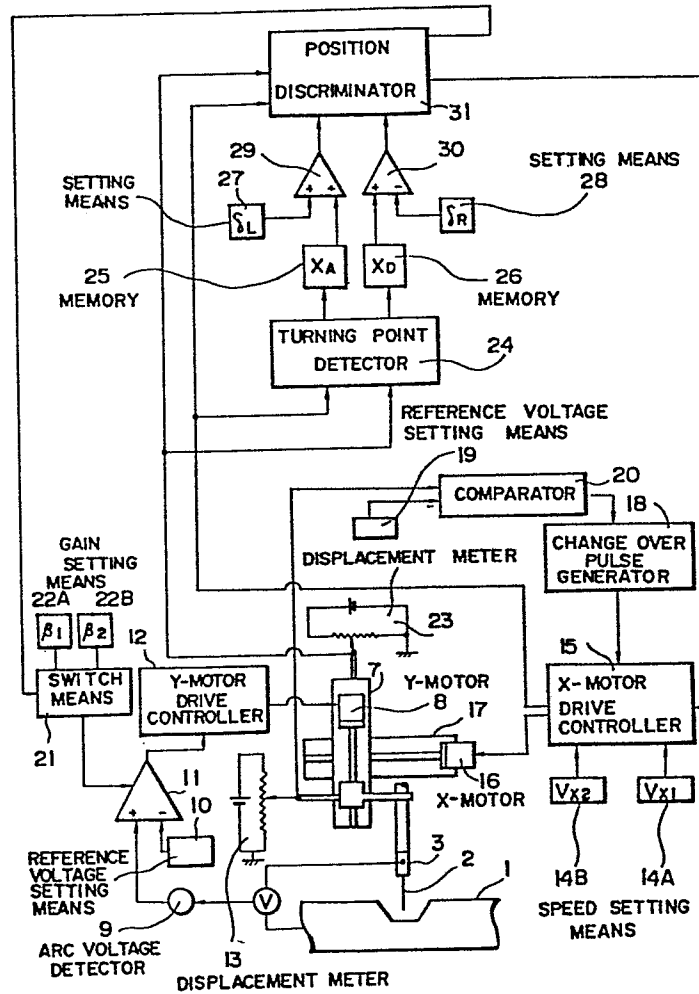 POSITION
DISCRIMINATOR
31
29
30
SETTING
MEANS
27
δL
SETTING MEANS
28
δR
+ +
+ -
25
MEMORY
XA
XD
26
MEMORY
TURNING POINT
DETECTOR
24
REFERENCE VOLTAGE
SETTING MEANS
19
20
COMPARATOR
-
18
CHANGE OVER
PULSE
GENERATOR
GAIN
SETTING
MEANS
22A 22B
β1 β2
DISPLACEMENT METER
23
12
Y-MOTOR
DRIVE
CONTROLLER
SWITCH
MEANS
21
7
Y-MOTOR
8
17
16
X-MOTOR
15
X-MOTOR
DRIVE
CONTROLLER
11
+ -
10
REFERENCE
VOLTAGE
SETTING
MEANS
VX2
VX1
14B
14A
SPEED SETTING
MEANS
3
2
1
9
V
ARC VOLTAGE
DETECTOR
13
DISPLACEMENT METER